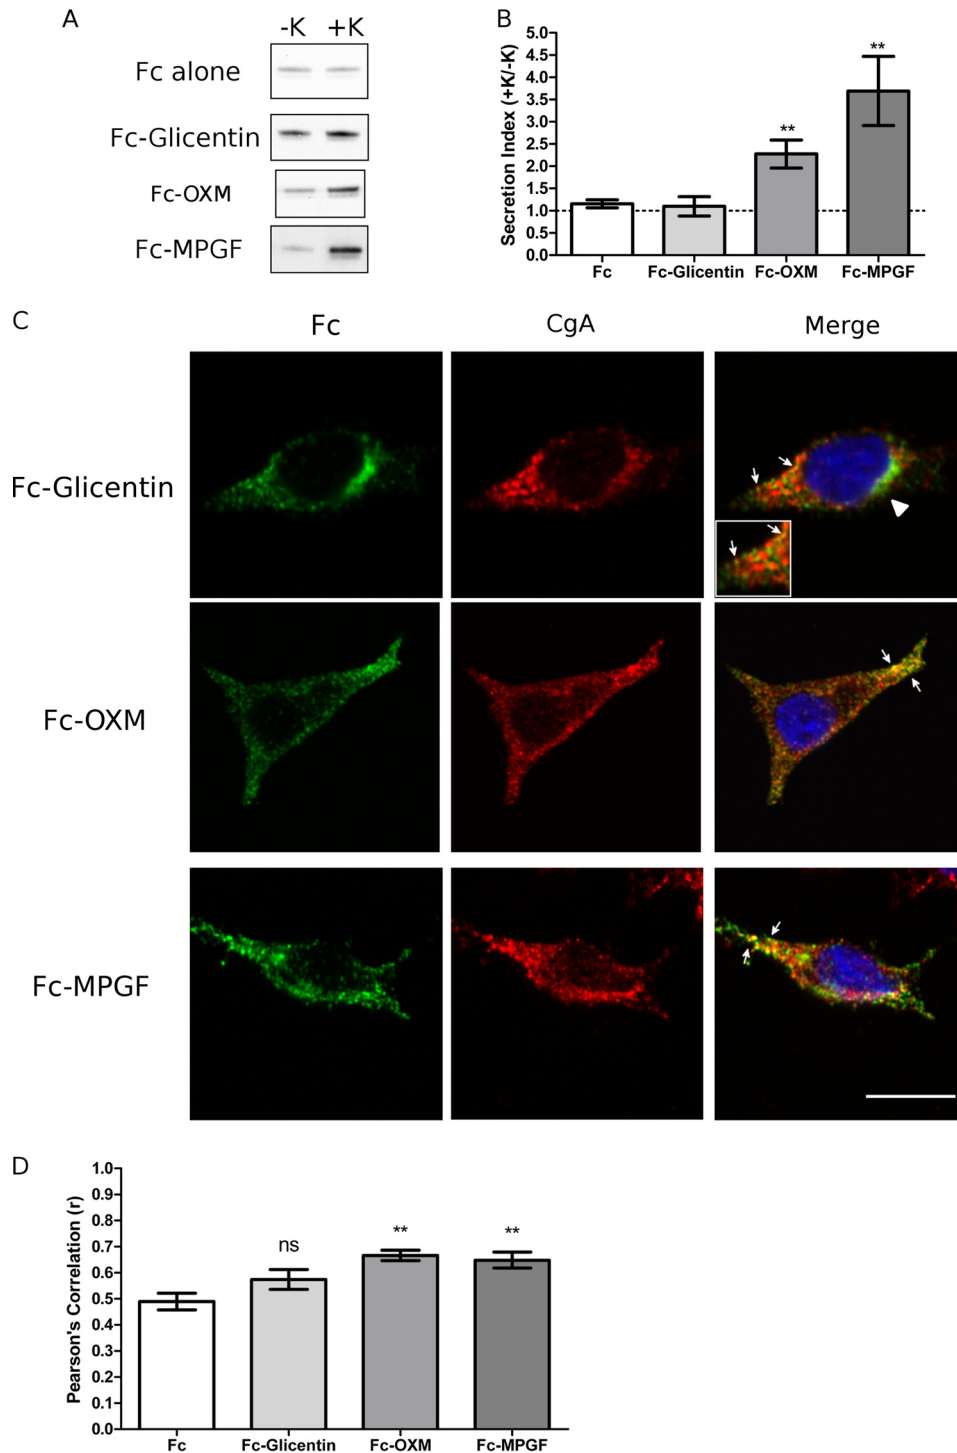 A
-K +K
Fc alone
Fc-Glicentin
Fc-OXM
Fc-MPGF
B
Secretion Index (+K/-K)
5.0
4.5
4.0
3.5
3.0
2.5
2.0
1.5
1.0
0.5
0.0
**
**
Fc Fc-Glicentin Fc-OXM Fc-MPGF
C
Fc CgA Merge
Fc-Glicentin
Fc-OXM
Fc-MPGF
D
Pearson's Correlation (r)
1.0
0.9
0.8
0.7
0.6
0.5
0.4
0.3
0.2
0.1
0.0
ns ** **
Fc Fc-Glicentin Fc-OXM Fc-MPGF